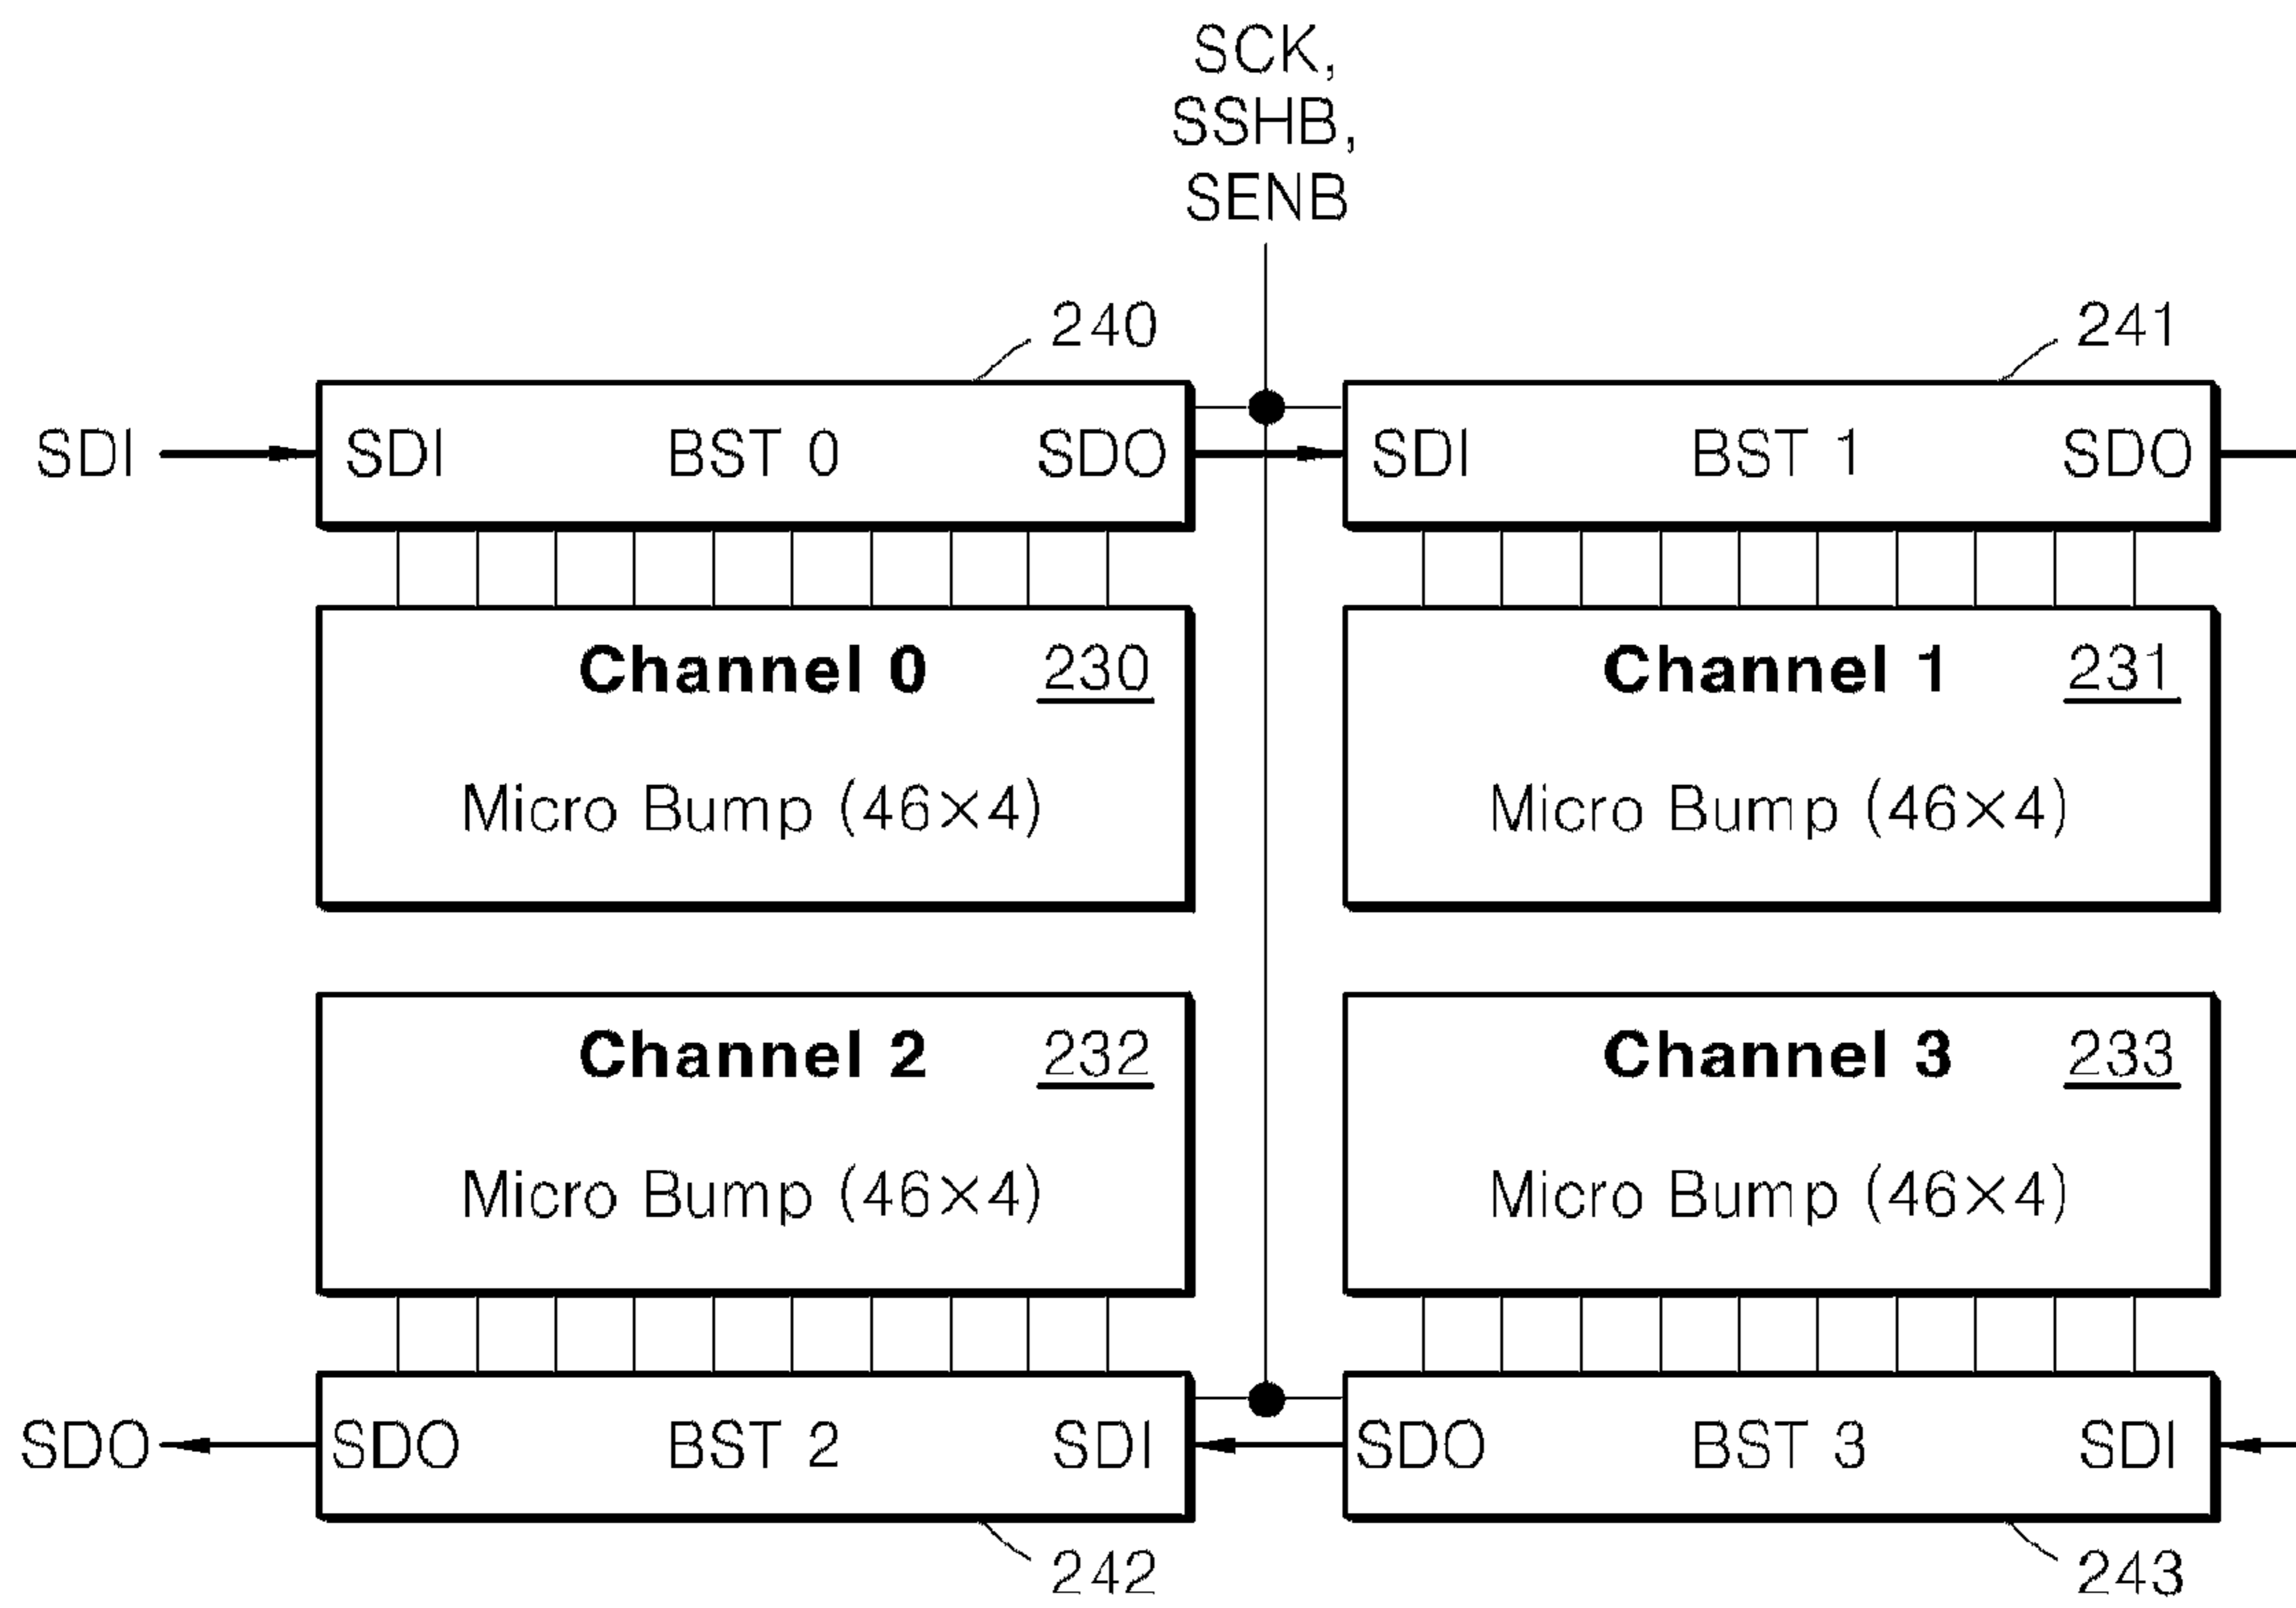 SCK,
SSHB,
SENB
240
241
SDI
SDI BST 0 SDO
SDI BST 1 SDO
Channel 0 230
Micro Bump (46×4)
Channel 1 231
Micro Bump (46×4)
Channel 2 232
Micro Bump (46×4)
Channel 3 233
Micro Bump (46×4)
SDO
SDO BST 2 SDI
SDO BST 3 SDI
242
243